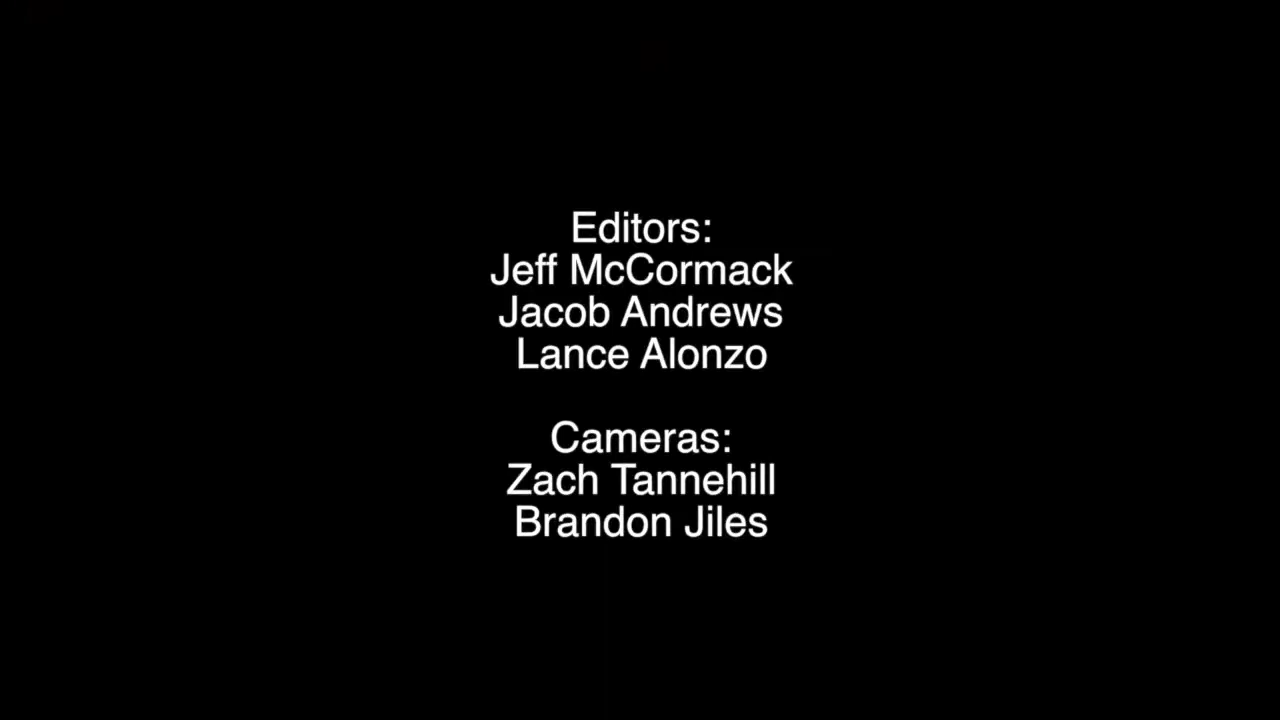 Editors:
Jeff McCormack
Jacob Andrews
Lance Alonzo
Cameras:
Zach Tannehill
Brandon Jiles